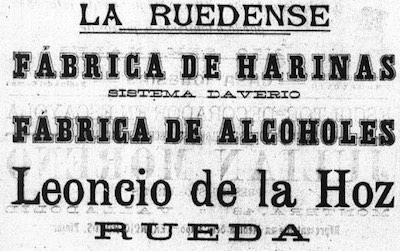 LA RUEDENSE
FÁBRICA DE HARINAS
SISTEMA DAVERIO
FÁBRICA DE ALCOHOLES
Leoncio de la Hoz
RUEDA